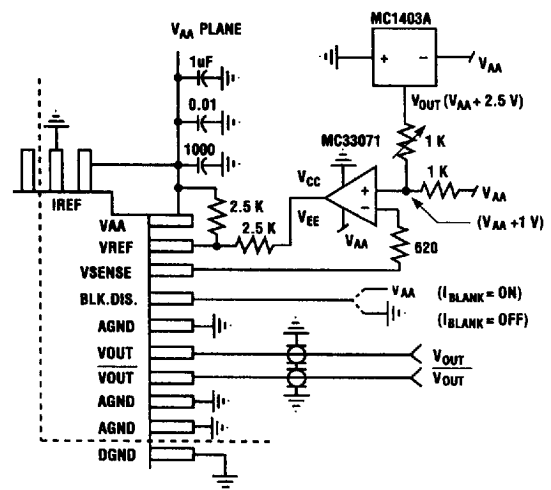 MC1403A
V_AA PLANE
+ −
V_AA
1uF
V_OUT (V_AA + 2.5 V)
0.01
MC33071
1 K
1000
V_CC
1 K
+
V_AA
IREF
2.5 K
V_EE
−
(V_AA +1 V)
VAA
2.5 K
V_AA
620
VREF
VSENSE
BLK.DIS.
V_AA (I_BLANK = ON)
(I_BLANK = OFF)
AGND
VOUT
V_OUT
V̅O̅U̅T̅
V̅_O̅U̅T̅
AGND
AGND
DGND